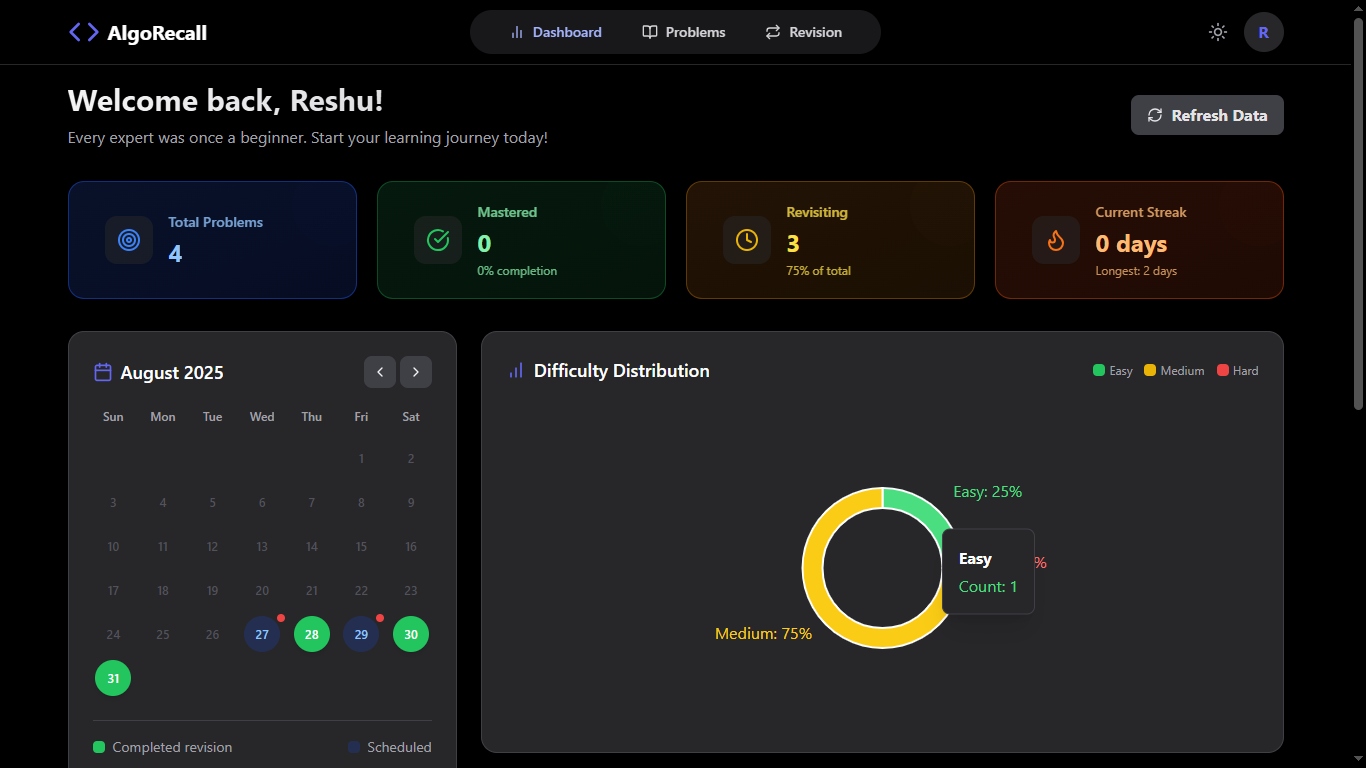 AlgoRecall
Dashboard
Problems
Revision
R
Welcome back, Reshu!
Every expert was once a beginner. Start your learning journey today!
Refresh Data
Total Problems
4
Mastered
0
0% completion
Revisiting
3
75% of total
Current Streak
0 days
Longest: 2 days
August 2025
Sun Mon Tue Wed Thu Fri Sat
1 2
3 4 5 6 7 8 9
10 11 12 13 14 15 16
17 18 19 20 21 22 23
24 25 26 27 28 29 30
31
Completed revision
Scheduled
Difficulty Distribution
Easy
Medium
Hard
Easy: 25%
Easy
Count: 1
%
Medium: 75%